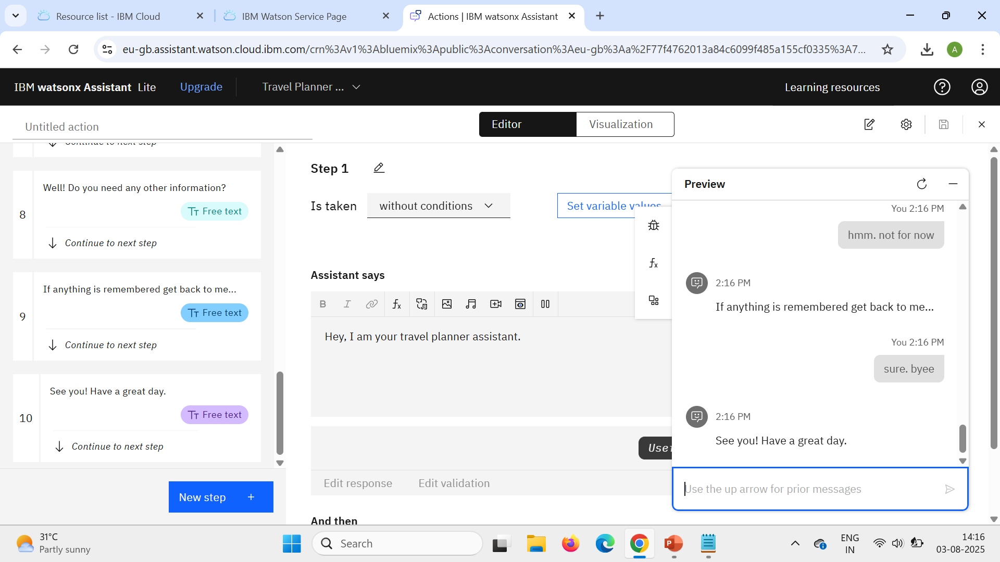 Resource list - IBM Cloud
IBM Watson Service Page
Actions | IBM watsonx Assistant
eu-gb.assistant.watson.cloud.ibm.com/crn%3Av1%3Abluemix%3Apublic%3Aconversation%3Aeu-gb%3Aa%2F77f4762013a84c6099f485a155cf0335%3A7...
A
IBM watsonx Assistant Lite
Upgrade
Travel Planner ...
Learning resources
Untitled action
Editor
Visualization
Continue to next step
8
Well! Do you need any other information?
Free text
Continue to next step
9
If anything is remembered get back to me...
Free text
Continue to next step
10
See you! Have a great day.
Free text
Continue to next step
New step +
Step 1
Is taken
without conditions
Set variable values
Assistant says
B I
Hey, I am your travel planner assistant.
User
Edit response
Edit validation
And then
Preview
You 2:16 PM
hmm. not for now
2:16 PM
If anything is remembered get back to me...
You 2:16 PM
sure. byee
2:16 PM
See you! Have a great day.
Use the up arrow for prior messages
31°C
Partly sunny
Search
ENG
IN
14:16
03-08-2025